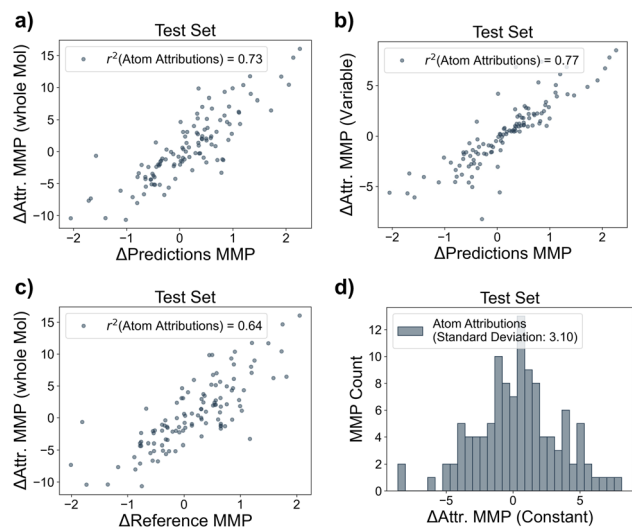 a)
Test Set
r²(Atom Attributions) = 0.73
ΔAttr. MMP (whole Mol)
15
10
5
0
−5
−10
−2
−1
0
1
2
ΔPredictions MMP
b)
Test Set
r²(Atom Attributions) = 0.77
ΔAttr. MMP (Variable)
5
0
−5
−2
−1
0
1
2
ΔPredictions MMP
c)
Test Set
r²(Atom Attributions) = 0.64
ΔAttr. MMP (whole Mol)
15
10
5
0
−5
−10
−2
−1
0
1
2
ΔReference MMP
d)
Test Set
Atom Attributions
(Standard Deviation: 3.10)
MMP Count
12
10
8
6
4
2
0
−5
0
5
ΔAttr. MMP (Constant)